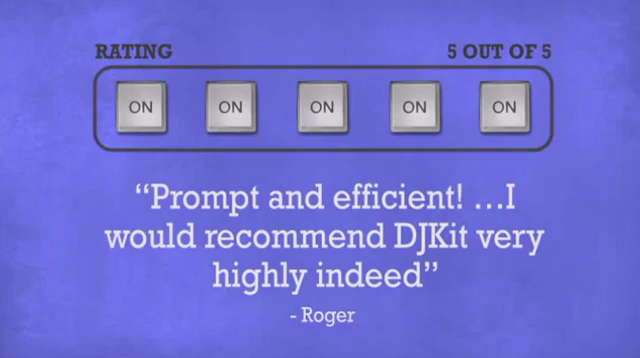 RATING 5 OUT OF 5
ON ON ON ON ON
“Prompt and efficient! ...I
would recommend DJKit very
highly indeed”
- Roger